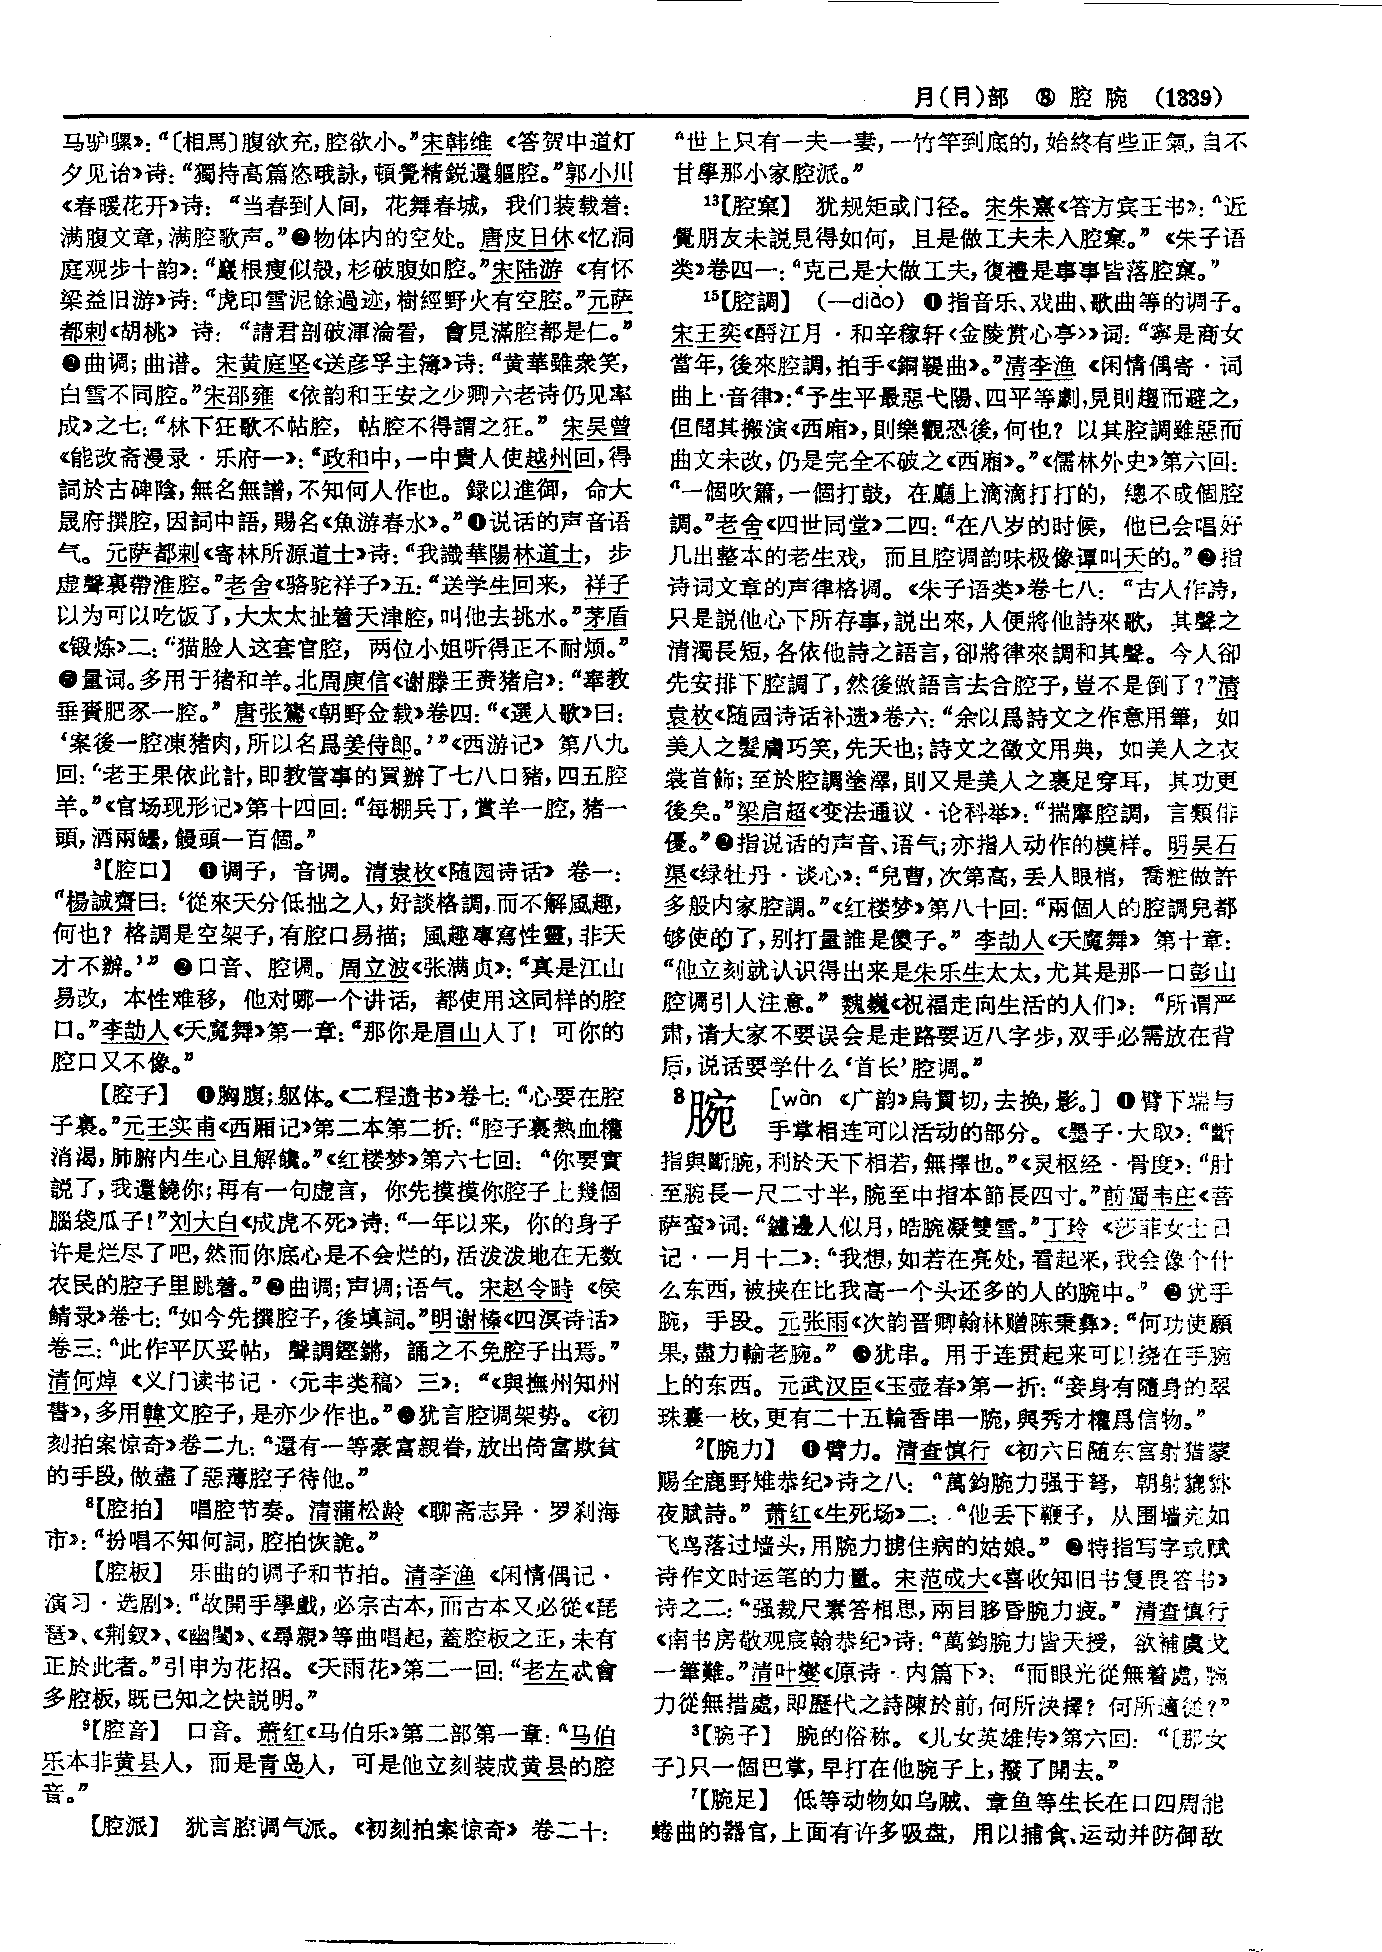 月(⺼)部 ⑧ 腔 腕 (1339)
马驴骡》：“〔相馬〕腹欲充，腔欲小。”宋韩维《答贺中道灯
夕见诒》诗：“獨持高篇恣哦詠，頓覺精鋭還軀腔。”郭小川
《春暖花开》诗：“当春到人间，花舞春城，我们装载着：
满腹文章，满腔歌声。”❷物体内的空处。唐皮日休《忆洞
庭观步十韵》：“巖根瘦似殼，杉破腹如腔。”宋陆游《有怀
梁益旧游》诗：“虎印雪泥餘過迹，樹經野火有空腔。”元萨
都剌《胡桃》诗：“請君剖破渾淪看，會見滿腔都是仁。”
❸曲调；曲谱。宋黄庭坚《送彦孚主簿》诗：“黄華雖衆笑，
白雪不同腔。”宋邵雍《依韵和王安之少卿六老诗仍见率
成》之七：“林下狂歌不帖腔，帖腔不得謂之狂。”宋吴曾
《能改斋漫录·乐府一》：“政和中，一中貴人使越州回，得
詞於古碑陰，無名無譜，不知何人作也。錄以進御，命大
晟府撰腔，因詞中語，賜名《魚游春水》。”❹说话的声音语
气。元萨都剌《寄林所源道士》诗：“我識華陽林道士，步
虚聲裏帶淮腔。”老舍《骆驼祥子》五：“送学生回来，祥子
以为可以吃饭了，大太太扯着天津腔，叫他去挑水。”茅盾
《锻炼》二：“猫脸人这套官腔，两位小姐听得正不耐烦。”
❺量词。多用于猪和羊。北周庾信《谢滕王赉猪启》：“奉教
垂賚肥豕一腔。”唐张鷟《朝野佥载》卷四：“《選人歌》曰：
‘案後一腔凍猪肉，所以名爲姜侍郎。’”《西游记》第八九
回：“老王果依此計，即教管事的買辦了七八口豬，四五腔
羊。”《官场现形记》第十四回：“每棚兵丁，賞羊一腔，猪一
頭，酒兩罎，饅頭一百個。”
³【腔口】 ❶调子，音调。清袁枚《随园诗话》卷一：
“楊誠齋曰：‘從來天分低拙之人，好談格調，而不解風趣，
何也？格調是空架子，有腔口易描；風趣專寫性靈，非天
才不辦。’”❷口音、腔调。周立波《张满贞》：“真是江山
易改，本性难移，他对哪一个讲话，都使用这同样的腔
口。”李劼人《天魔舞》第一章：“那你是眉山人了！可你的
腔口又不像。”
【腔子】 ❶胸腹；躯体。《二程遗书》卷七：“心要在腔
子裏。”元王实甫《西厢记》第二本第二折：“腔子裏熱血權
消渴，肺腑内生心且解饞。”《红楼梦》第六七回：“你要實
説了，我還饒你；再有一句虚言，你先摸摸你腔子上幾個
腦袋瓜子！”刘大白《成虎不死》诗：“一年以来，你的身子
许是烂尽了吧，然而你底心是不会烂的，活泼泼地在无数
农民的腔子里跳着。”❷曲调；声调；语气。宋赵令畤《侯
鲭录》卷七：“如今先撰腔子，後填詞。”明谢榛《四溟诗话》
卷三：“此作平仄妥帖，聲調鏗鏘，誦之不免腔子出焉。”
清何焯《义门读书记·〈元丰类稿〉三》：“《與撫州知州
書》，多用韓文腔子，是亦少作也。”❸犹言腔调架势。《初
刻拍案惊奇》卷二九：“還有一等豪富親眷，放出倚富欺貧
的手段，做盡了惡薄腔子待他。”
⁸【腔拍】 唱腔节奏。清蒲松龄《聊斋志异·罗刹海
市》：“扮唱不知何詞，腔拍恢詭。”
【腔板】 乐曲的调子和节拍。清李渔《闲情偶记·
演习·选剧》：“故開手學戲，必宗古本，而古本又必從《琵
琶》、《荆釵》、《幽閨》、《尋親》等曲唱起，蓋腔板之正，未有
正於此者。”引申为花招。《天雨花》第二一回：“老左忒會
多腔板，既已知之快説明。”
⁹【腔音】 口音。萧红《马伯乐》第二部第一章：“马伯
乐本非黄县人，而是青岛人，可是他立刻装成黄县的腔
音。”
【腔派】 犹言腔调气派。《初刻拍案惊奇》卷二十：
“世上只有一夫一妻，一竹竿到底的，始終有些正氣，自不
甘學那小家腔派。”
¹³【腔窠】 犹规矩或门径。宋朱熹《答方宾王书》：“近
覺朋友未説見得如何，且是做工夫未入腔窠。”《朱子语
类》卷四一：“克己是大做工夫，復禮是事事皆落腔窠。”
¹⁵【腔調】 （—diào） ❶指音乐、戏曲、歌曲等的调子。
宋王奕《酹江月·和辛稼轩〈金陵赏心亭〉》词：“寧是商女
當年，後來腔調，拍手《銅鞮曲》。”清李渔《闲情偶寄·词
曲上·音律》：“予生平最惡弋陽、四平等劇，見則趨而避之，
但聞其搬演《西廂》，則樂觀恐後，何也？以其腔調雖惡而
曲文未改，仍是完全不破之《西廂》。”《儒林外史》第六回：
“一個吹簫，一個打鼓，在廳上滴滴打打的，總不成個腔
調。”老舍《四世同堂》二四：“在八岁的时候，他已会唱好
几出整本的老生戏，而且腔调韵味极像谭叫天的。”❷指
诗词文章的声律格调。《朱子语类》卷七八：“古人作詩，
只是説他心下所存事，説出來，人便將他詩來歌，其聲之
清濁長短，各依他詩之語言，卻將律來調和其聲。今人卻
先安排下腔調了，然後做語言去合腔子，豈不是倒了？”清
袁枚《随园诗话补遗》卷六：“余以爲詩文之作意用筆，如
美人之髮膚巧笑，先天也；詩文之徵文用典，如美人之衣
裳首飾；至於腔調塗澤，則又是美人之裹足穿耳，其功更
後矣。”梁启超《变法通议·论科举》：“揣摩腔調，言類俳
優。”❸指说话的声音、语气；亦指人动作的模样。明吴石
渠《绿牡丹·谈心》：“兒曹，次第高，丢人眼梢，喬粧做許
多般内家腔調。”《红楼梦》第八十回：“兩個人的腔調兒都
够使的了，别打量誰是傻子。”李劼人《天魔舞》第十章：
“他立刻就认识得出来是朱乐生太太，尤其是那一口彭山
腔调引人注意。”魏巍《祝福走向生活的人们》：“所谓严
肃，请大家不要误会是走路要迈八字步，双手必需放在背
后，说话要学什么‘首长’腔调。”
⁸腕 [wàn 《广韵》烏貫切，去换，影。] ❶臂下端与
手掌相连可以活动的部分。《墨子·大取》：“斷
指與斷腕，利於天下相若，無擇也。”《灵枢经·骨度》：“肘
至腕長一尺二寸半，腕至中指本節長四寸。”前蜀韦庄《菩
萨蛮》词：“鑪邊人似月，皓腕凝雙雪。”丁玲《莎菲女士日
记·一月十二》：“我想，如若在亮处，看起来，我会像个什
么东西，被挟在比我高一个头还多的人的腕中。”❷犹手
腕，手段。元张雨《次韵晋卿翰林赠陈秉彝》：“何功使願
果，盡力輸老腕。”❸犹串。用于连贯起来可以绕在手腕
上的东西。元武汉臣《玉壶春》第一折：“妾身有隨身的翠
珠囊一枚，更有二十五輪香串一腕，與秀才權爲信物。”
²【腕力】 ❶臂力。清查慎行《初六日随东宫射猎蒙
赐全鹿野雉恭纪》诗之八：“萬鈞腕力强于弩，朝射貔貅
夜賦詩。”萧红《生死场》二：“他丢下鞭子，从围墙宛如
飞鸟落过墙头，用腕力掳住病的姑娘。”❷特指写字或赋
诗作文时运笔的力量。宋范成大《喜收知旧书复畏答书》
诗之二：“强裁尺素答相思，兩目眵昏腕力疲。”清查慎行
《南书房敬观宸翰恭纪》诗：“萬鈞腕力皆天授，欲補虞戈
一筆難。”清叶燮《原诗·内篇下》：“而眼光從無着處，腕
力從無措處，即歷代之詩陳於前，何所決擇？何所適從？”
³【腕子】 腕的俗称。《儿女英雄传》第六回：“〔那女
子〕只一個巴掌，早打在他腕子上，撥了開去。”
⁷【腕足】 低等动物如乌贼、章鱼等生长在口四周能
蜷曲的器官，上面有许多吸盘，用以捕食、运动并防御敌